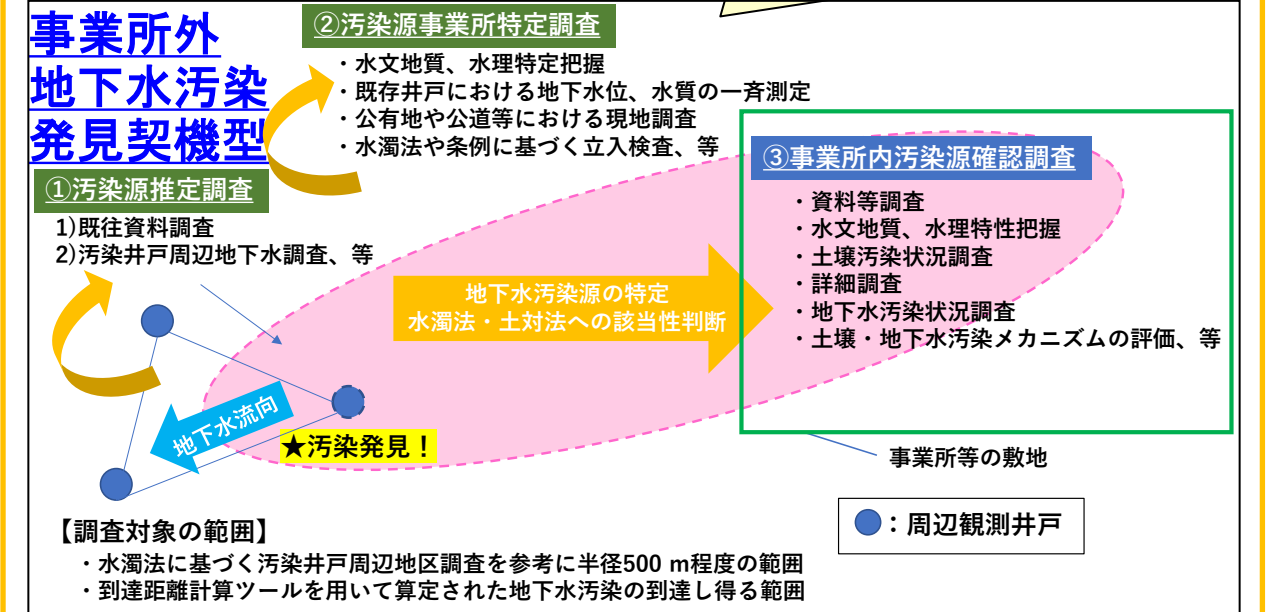 事業所外
地下水汚染
発見契機型
②汚染源事業所特定調査
・水文地質、水理特定把握
・既存井戸における地下水位、水質の一斉測定
・公有地や公道等における現地調査
・水濁法や条例に基づく立入検査、等
①汚染源推定調査
1)既往資料調査
2)汚染井戸周辺地下水調査、等
③事業所内汚染源確認調査
・資料等調査
・水文地質、水理特性把握
・土壌汚染状況調査
・詳細調査
・地下水汚染状況調査
・土壌・地下水汚染メカニズムの評価、等
地下水汚染源の特定
水濁法・土対法への該当性判断
地下水流向
★汚染発見！
事業所等の敷地
：周辺観測井戸
【調査対象の範囲】
・水濁法に基づく汚染井戸周辺地区調査を参考に半径500 m程度の範囲
・到達距離計算ツールを用いて算定された地下水汚染の到達し得る範囲